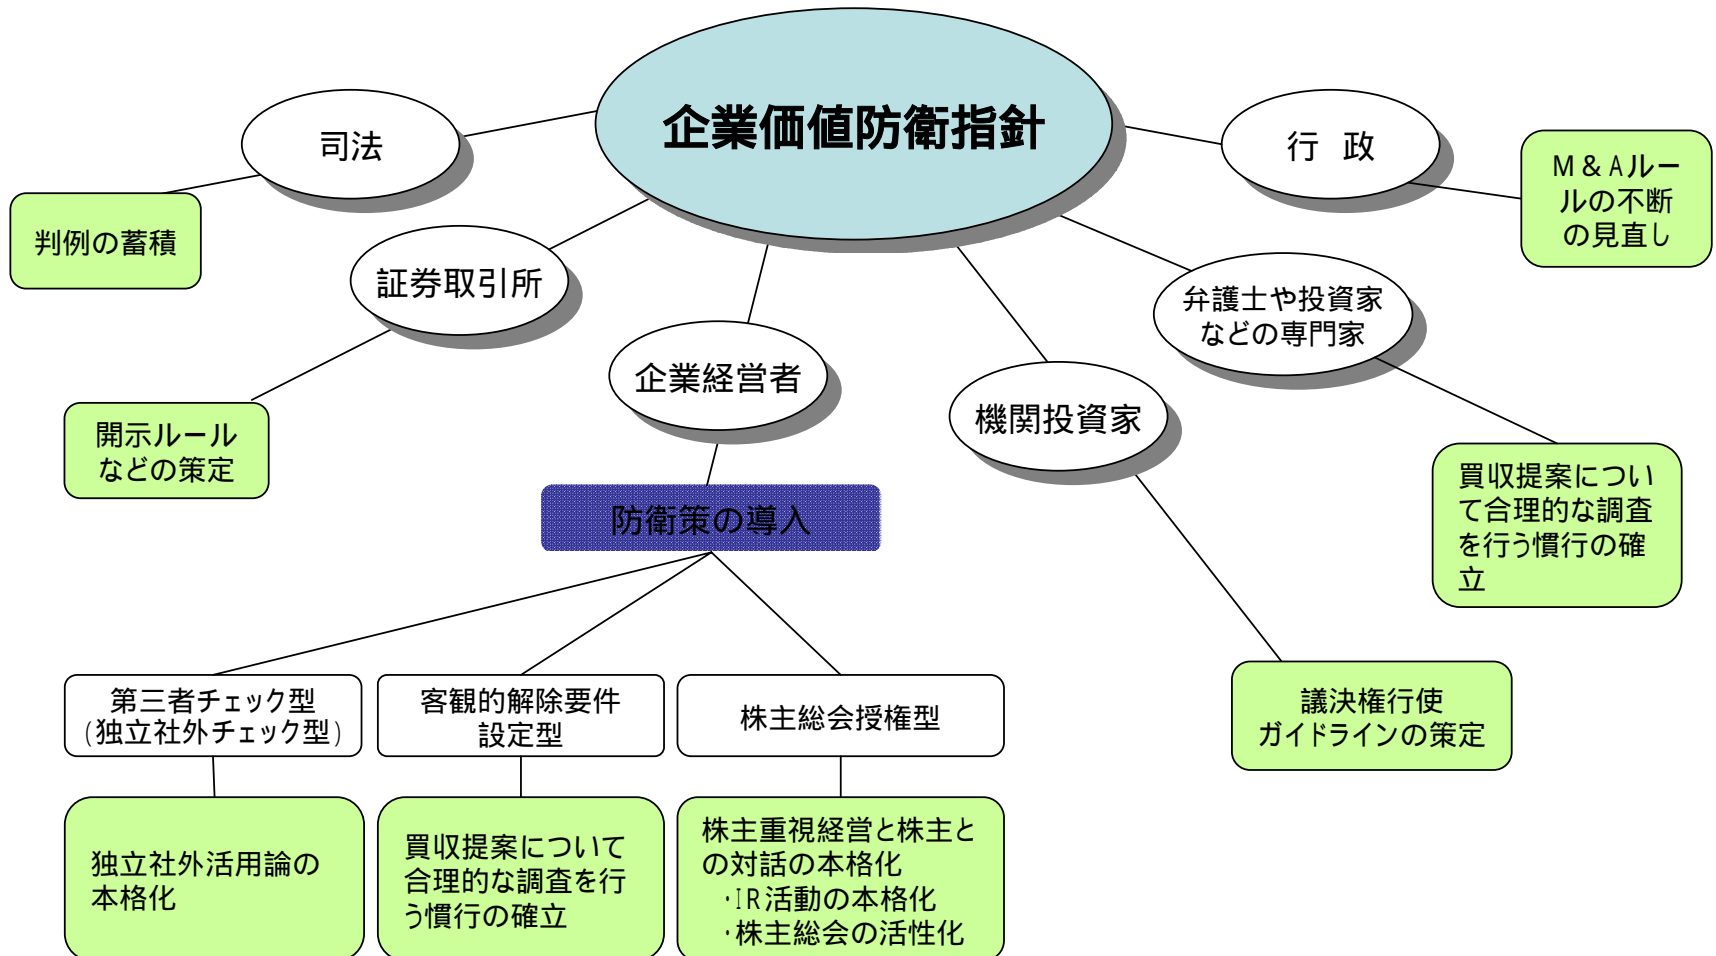 企業価値防衛指針
司法
行 政
M&Aルー
ルの不断
の見直し
判例の蓄積
証券取引所
弁護士や投資家
などの専門家
企業経営者
機関投資家
開示ルール
などの策定
買収提案につい
て合理的な調査
を行う慣行の確
立
防衛策の導入
第三者チェック型
(独立社外チェック型)
客観的解除要件
設定型
株主総会授権型
議決権行使
ガイドラインの策定
独立社外活用論の
本格化
買収提案について
合理的な調査を行
う慣行の確立
株主重視経営と株主と
の対話の本格化
・IR活動の本格化
・株主総会の活性化